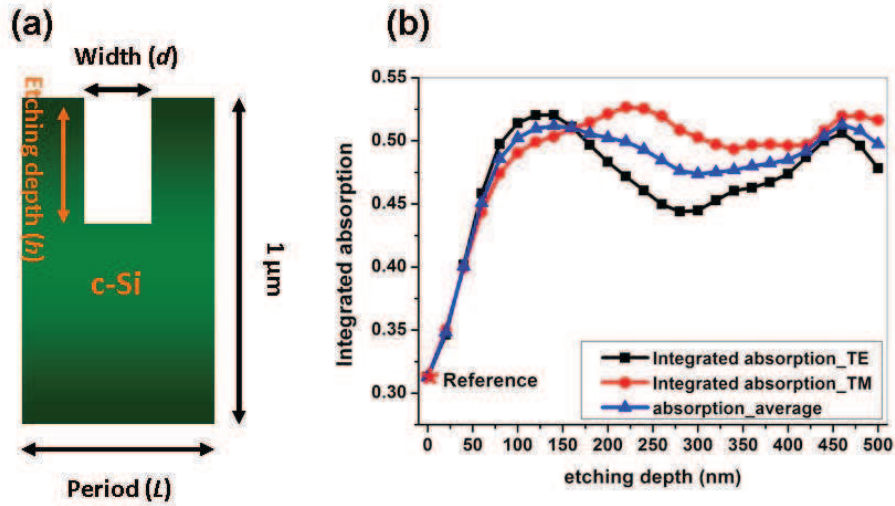 (a)
Width (d)
Etching depth (h)
c-Si
1 μm
Period (L)
(b)
Integrated absorption
0.55
0.50
0.45
0.40
0.35
0.30
Reference
Integrated absorption_TE
Integrated absorption_TM
absorption_average
0 50 100 150 200 250 300 350 400 450 500
etching depth (nm)